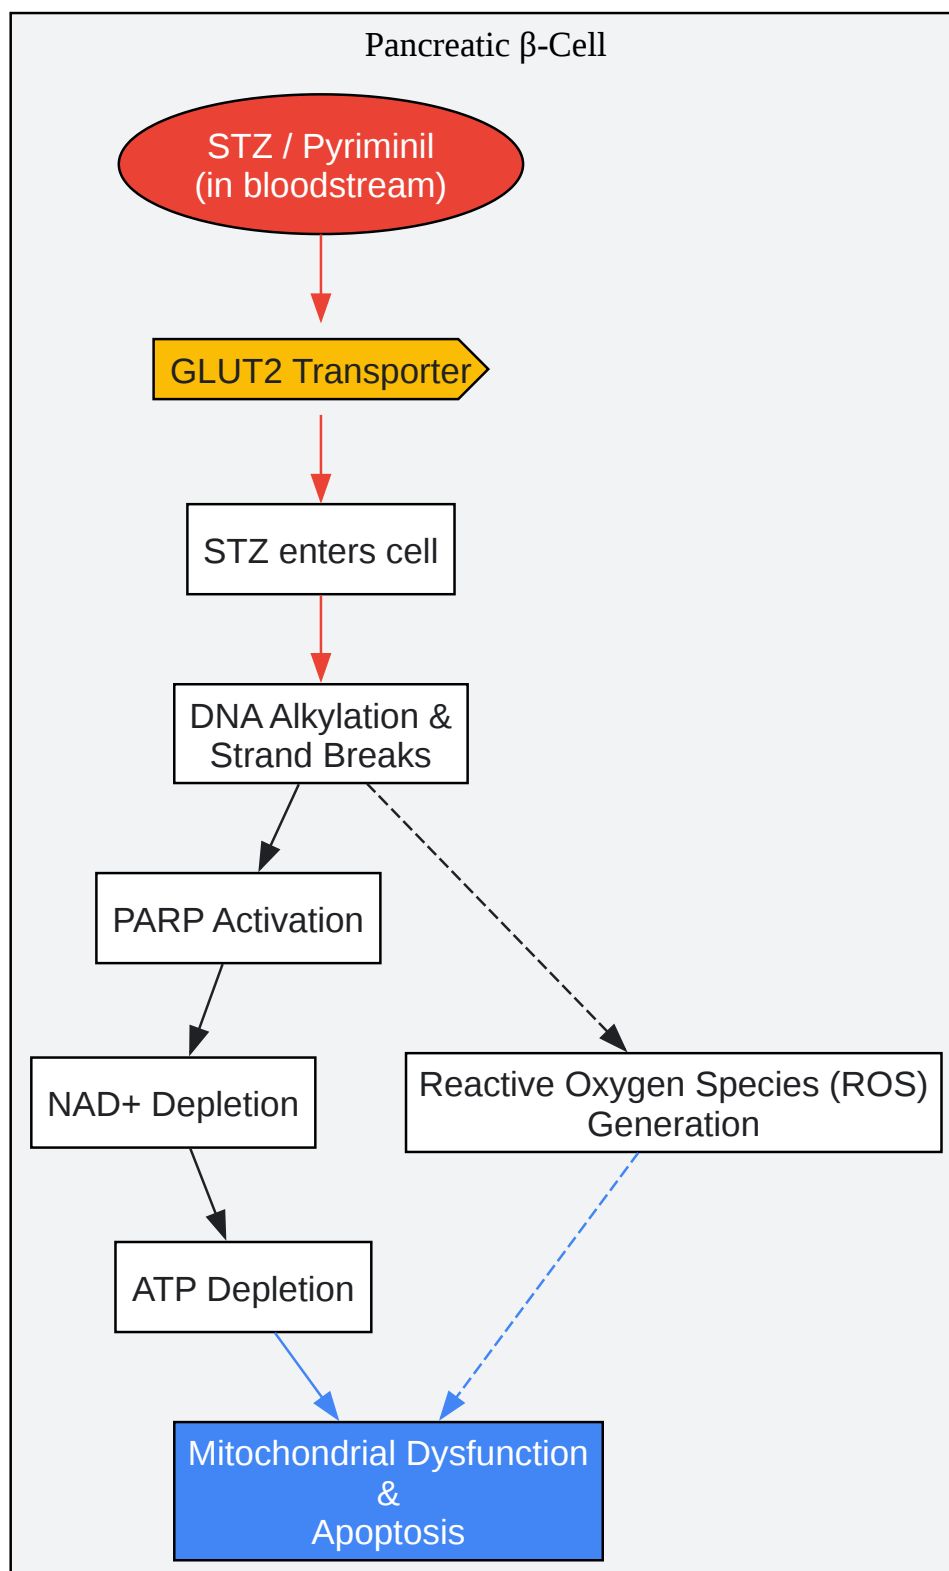 Pancreatic β-Cell
STZ / Pyriminil
(in bloodstream)
GLUT2 Transporter
STZ enters cell
DNA Alkylation &
Strand Breaks
PARP Activation
NAD+ Depletion
Reactive Oxygen Species (ROS)
Generation
ATP Depletion
Mitochondrial Dysfunction
&
Apoptosis